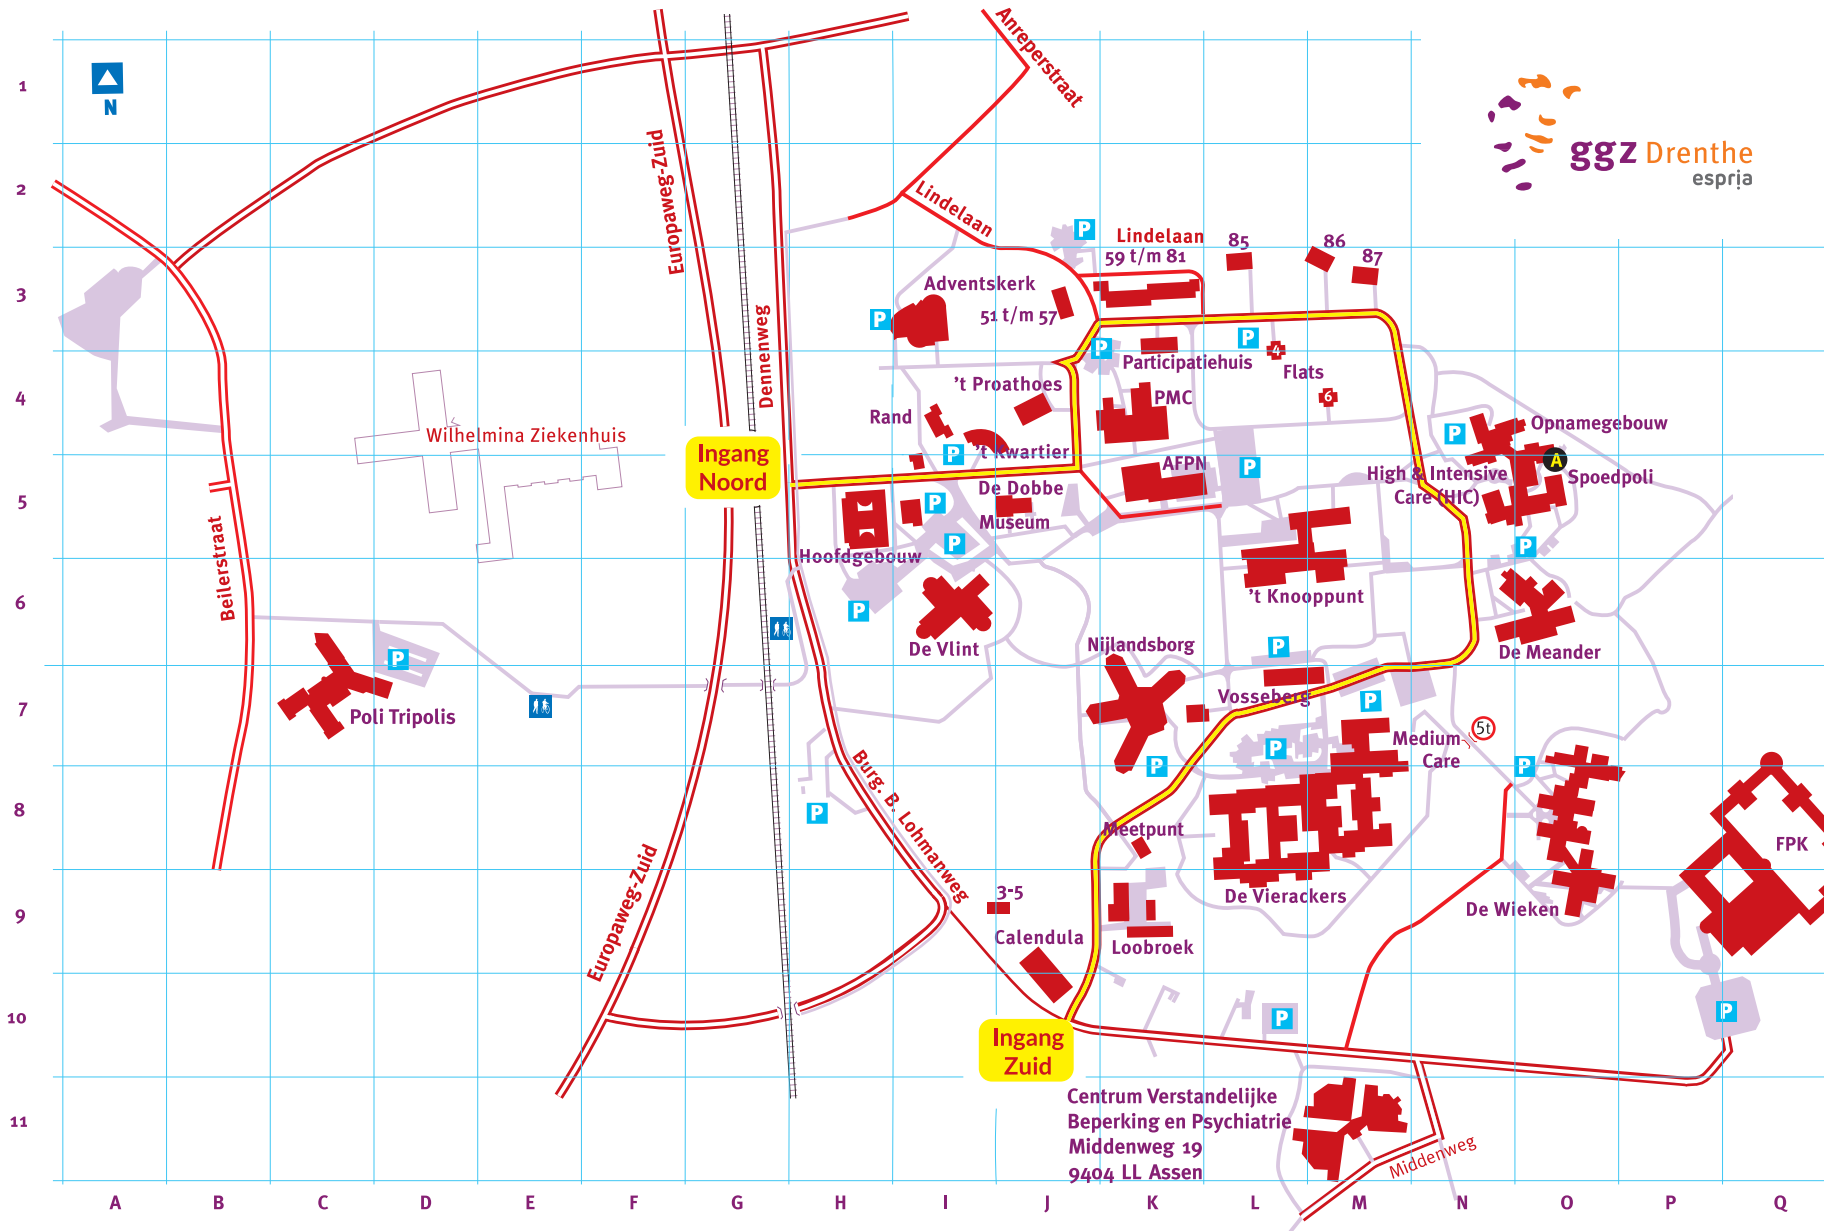 Anreperstraat
1
N
ggz Drenthe
espria
Europaweg-Zuid
2
Lindelaan
P
Lindelaan
59 t/m 81
85
86
87
3
Adventskerk
51 t/m 57
P
Dennenweg
P
P
Participatiehuis
4
Flats
6
4
't Proathoes
PMC
Rand
Opnamegebouw
P
Wilhelmina Ziekenhuis
Ingang
Noord
P
't Kwartier
AFPN
P
High & Intensive
Care (HIC)
A
Spoedpoli
5
De Dobbe
Museum
P
P
Hoofdgebouw
P
Beilerstraat
6
P
't Knooppunt
De Vlint
Nijlandsborg
P
De Meander
P
7
Poli Tripolis
Vosseberg
P
5t
Medium-
Care
P
P
P
Burg. B. Lohmanweg
8
P
Meetpunt
FPK
Europaweg-Zuid
3-5
De Vierackers
De Wieken
9
Calendula
Loobroek
10
P
P
Ingang
Zuid
Centrum Verstandelijke
Beperking en Psychiatrie
Middenweg 19
9404 LL Assen
11
Middenweg
A B C D E F G H I J K L M N O P Q